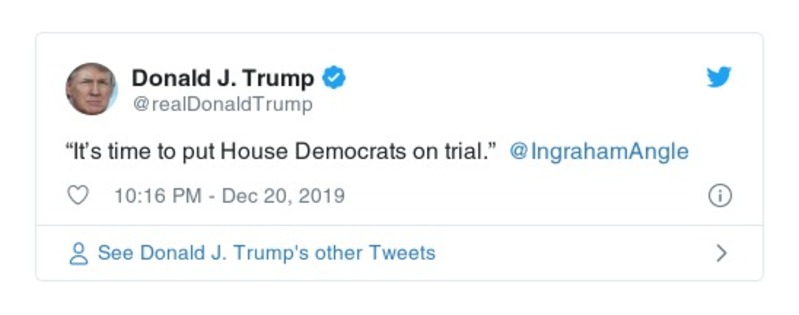 Donald J. Trump
@realDonaldTrump
“It’s time to put House Democrats on trial.” @IngrahamAngle
10:16 PM - Dec 20, 2019
See Donald J. Trump's other Tweets